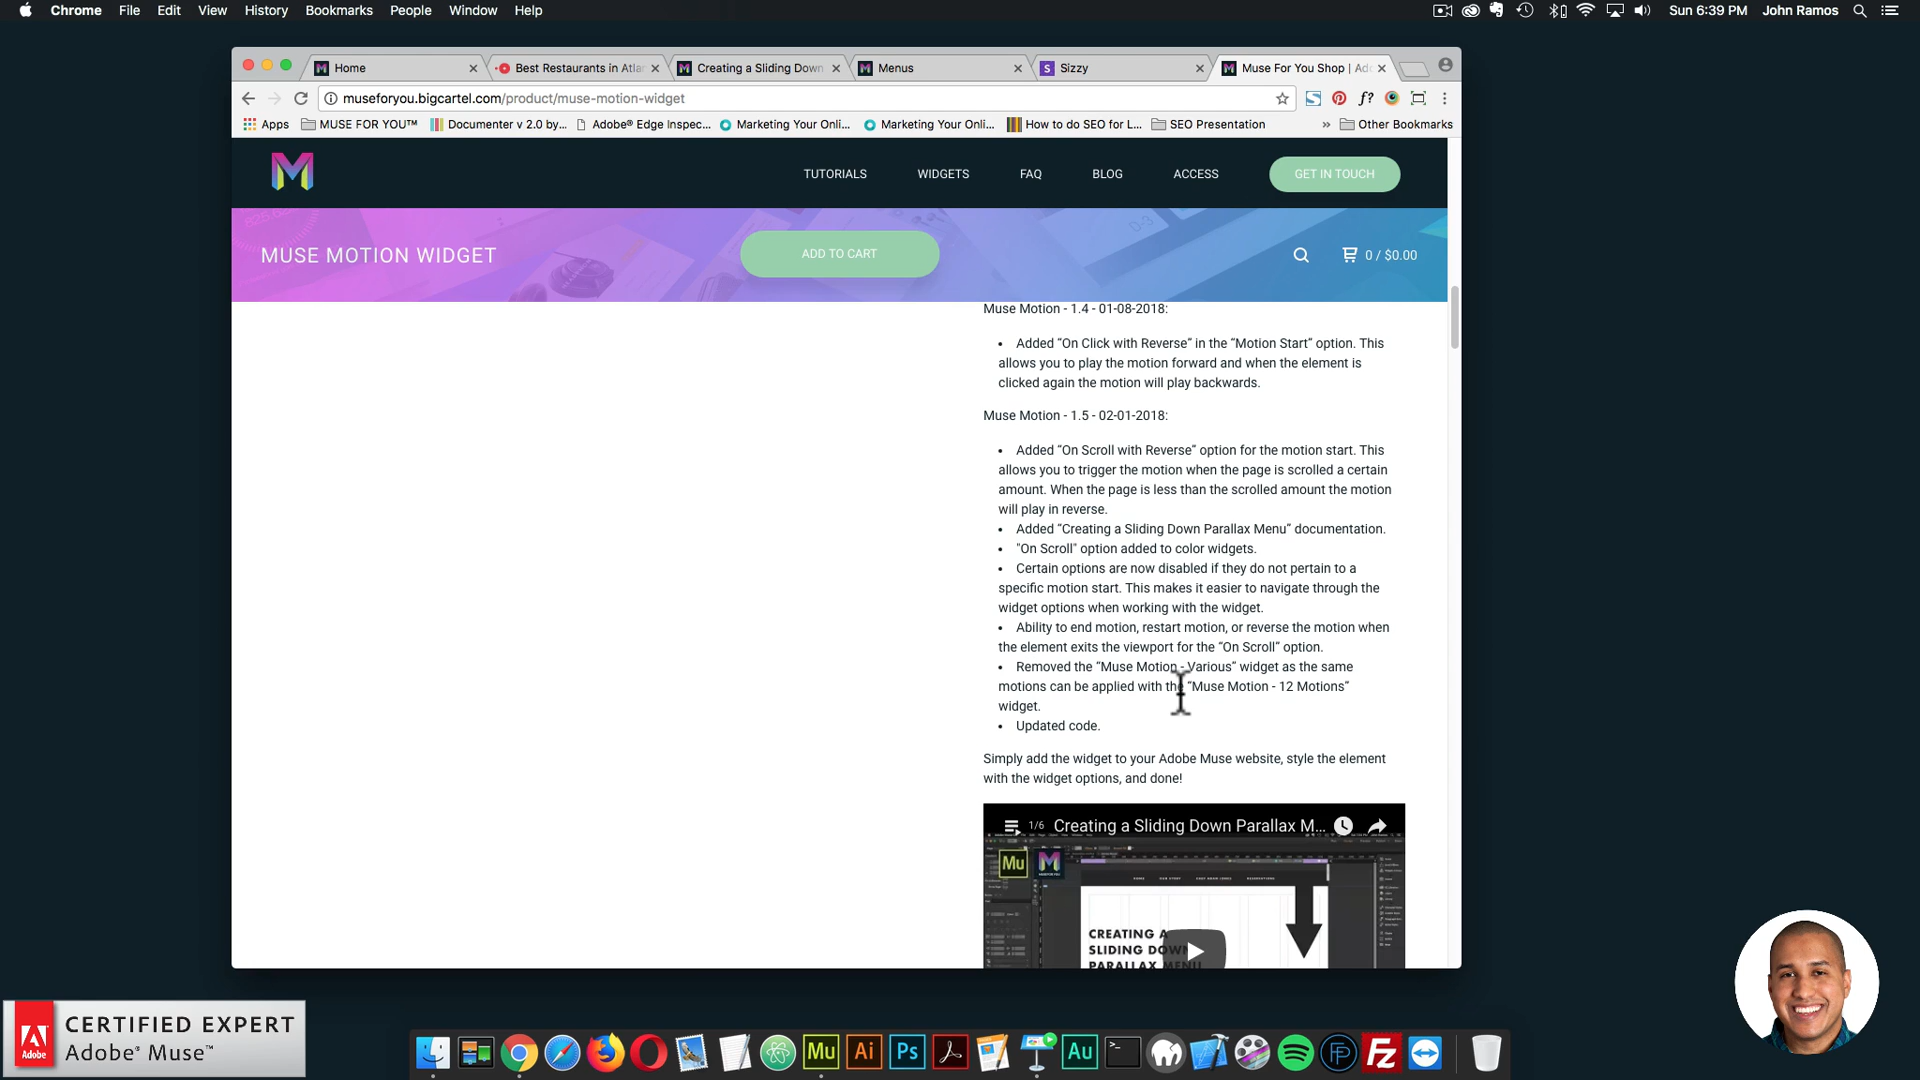 Chrome File Edit View History Bookmarks People Window Help
Sun 6:39 PM John Ramos
Home
Best Restaurants in Atla
Creating a Sliding Down
Menus
Sizzy
Muse For You Shop | Ad
museforyou.bigcartel.com/product/muse-motion-widget
f?
Apps MUSE FOR YOU™ Documenter v 2.0 by... Adobe® Edge Inspec... Marketing Your Onli... Marketing Your Onli... How to do SEO for L... SEO Presentation » Other Bookmarks
M TUTORIALS WIDGETS FAQ BLOG ACCESS GET IN TOUCH
MUSE MOTION WIDGET ADD TO CART 0 / $0.00
Muse Motion - 1.4 - 01-08-2018:
• Added “On Click with Reverse” in the “Motion Start” option. This
allows you to play the motion forward and when the element is
clicked again the motion will play backwards.
Muse Motion - 1.5 - 02-01-2018:
• Added “On Scroll with Reverse” option for the motion start. This
allows you to trigger the motion when the page is scrolled a certain
amount. When the page is less than the scrolled amount the motion
will play in reverse.
• Added “Creating a Sliding Down Parallax Menu” documentation.
• "On Scroll" option added to color widgets.
• Certain options are now disabled if they do not pertain to a
specific motion start. This makes it easier to navigate through the
widget options when working with the widget.
• Ability to end motion, restart motion, or reverse the motion when
the element exits the viewport for the “On Scroll” option.
• Removed the “Muse Motion - Various” widget as the same
motions can be applied with the “Muse Motion - 12 Motions”
widget.
• Updated code.
Simply add the widget to your Adobe Muse website, style the element
with the widget options, and done!
1/6 Creating a Sliding Down Parallax M...
Mu M
CREATING A
SLIDING DOWN
PARALLAX MENU
CERTIFIED EXPERT
Adobe® Muse™
Adobe
Mu Ai Ps Au Fz